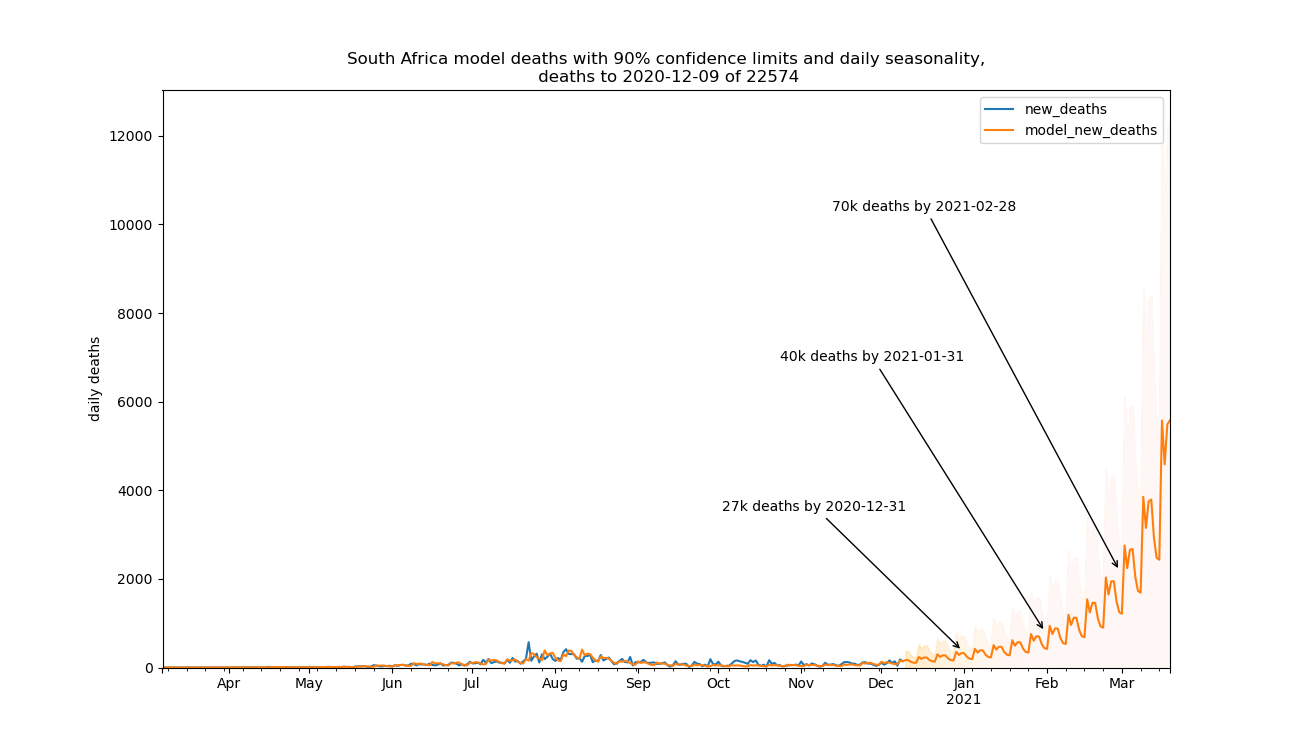 South Africa model deaths with 90% confidence limits and daily seasonality,
deaths to 2020-12-09 of 22574
new_deaths
model_new_deaths
12000
10000
8000
6000
4000
2000
0
daily deaths
70k deaths by 2021-02-28
40k deaths by 2021-01-31
27k deaths by 2020-12-31
Apr May Jun Jul Aug Sep Oct Nov Dec Jan Feb Mar
2021